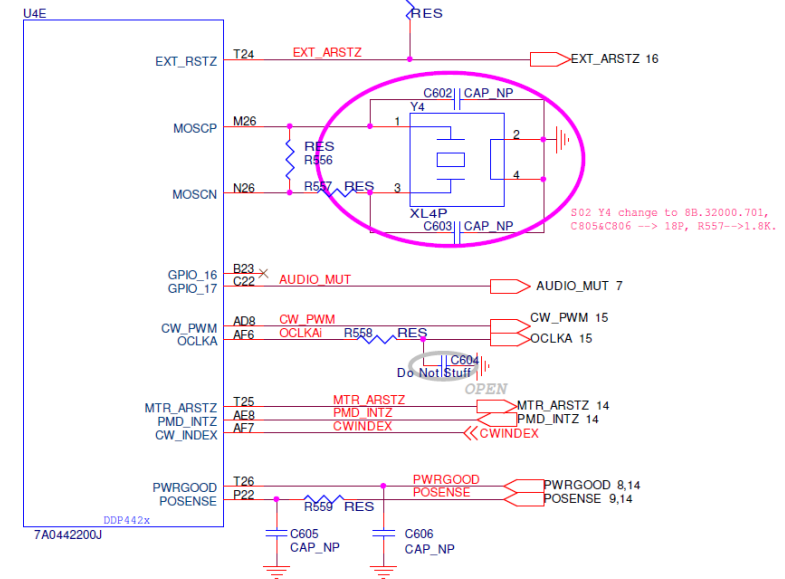 U4E
RES
EXT_RSTZ T24 EXT_ARSTZ EXT_ARSTZ 16
C602 CAP_NP
Y4
MOSCP M26 1
2
RES
R556
4
MOSCN N26 R557 RES 3
XL4P
C603 CAP_NP
S02 Y4 change to 8B.32000.701,
C805&C806 --> 18P, R557-->1.8K.
GPIO_16 B23
GPIO_17 C22 AUDIO_MUT AUDIO_MUT 7
CW_PWM AD8 CW_PWM CW_PWM 15
OCLKA AF6 OCLKAi R558 RES OCLKA 15
C604
Do Not Stuff
OPEN
MTR_ARSTZ T25 MTR_ARSTZ MTR_ARSTZ 14
PMD_INTZ AE8 PMD_INTZ PMD_INTZ 14
CW_INDEX AF7 CWINDEX CWINDEX
PWRGOOD T26 PWRGOOD PWRGOOD 8,14
POSENSE P22 POSENSE POSENSE 9,14
R559 RES
DDP442x
7A0442200J
C605
CAP_NP
C606
CAP_NP